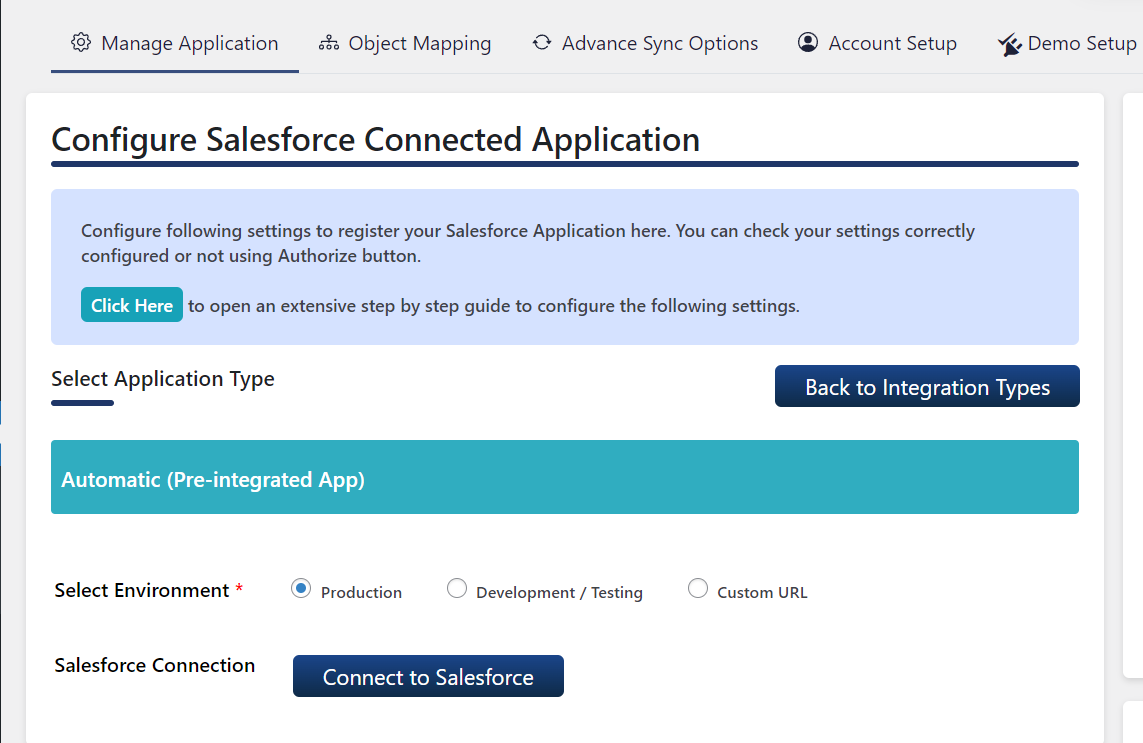 Manage Application Object Mapping Advance Sync Options Account Setup Demo Setup
Configure Salesforce Connected Application
Configure following settings to register your Salesforce Application here. You can check your settings correctly
configured or not using Authorize button.
Click Here to open an extensive step by step guide to configure the following settings.
Select Application Type
Back to Integration Types
Automatic (Pre-integrated App)
Select Environment * Production Development / Testing Custom URL
Salesforce Connection Connect to Salesforce